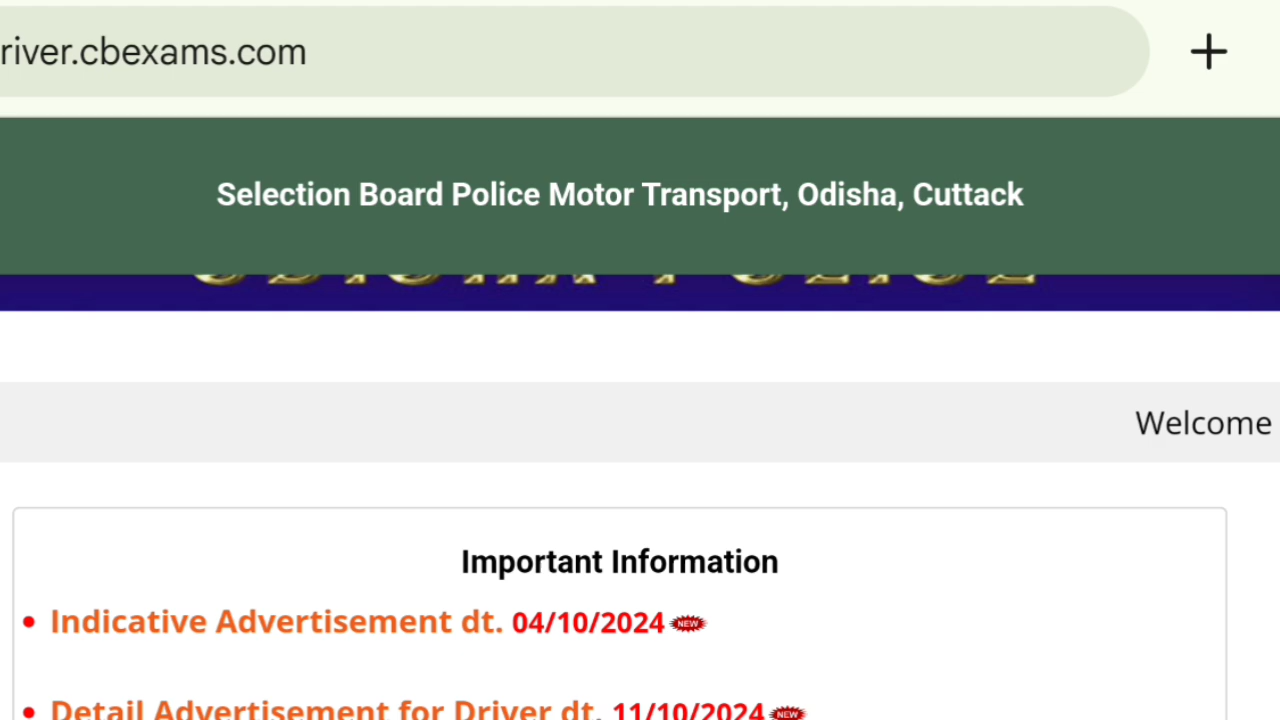 river.cbexams.com
Selection Board Police Motor Transport, Odisha, Cuttack
Welcome
Important Information
• Indicative Advertisement dt. 04/10/2024 NEW
• Detail Advertisement for Driver dt. 11/10/2024 NEW